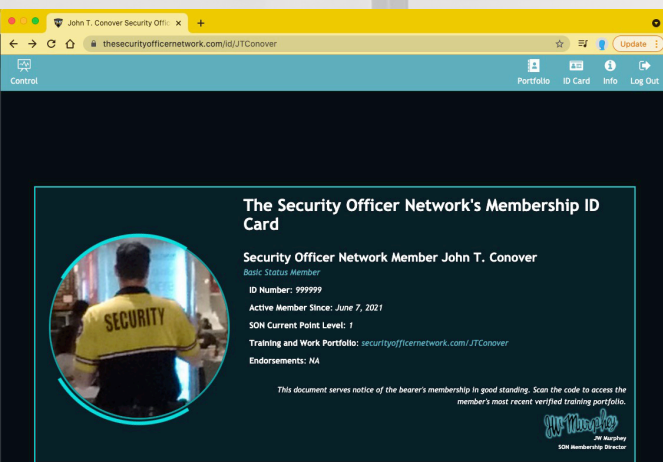 John T. Conover Security Offic
thesecurityofficernetwork.com/id/JTConover
Update
Control
Portfolio
ID Card
Info
Log Out
The Security Officer Network's Membership ID
Card
Security Officer Network Member John T. Conover
Basic Status Member
ID Number: 999999
Active Member Since: June 7, 2021
SON Current Point Level: 1
Training and Work Portfolio: securityofficernetwork.com/JTConover
Endorsements: NA
SECURITY
This document serves notice of the bearer's membership in good standing. Scan the code to access the
member's most recent verified training portfolio.
JW Murphey
JW Murphey
SON Membership Director